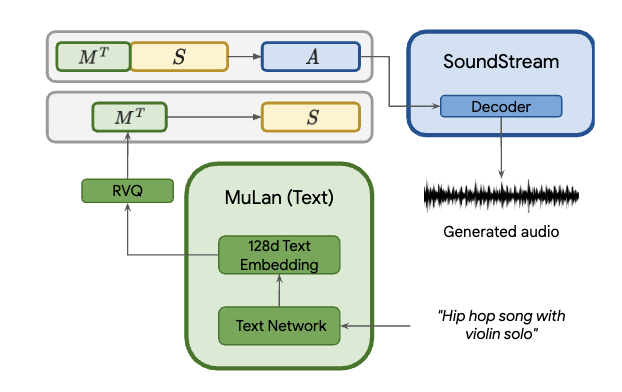 M^T S A
SoundStream
Decoder
M^T S
RVQ
MuLan (Text)
128d Text
Embedding
Text Network
Generated audio
"Hip hop song with
violin solo"